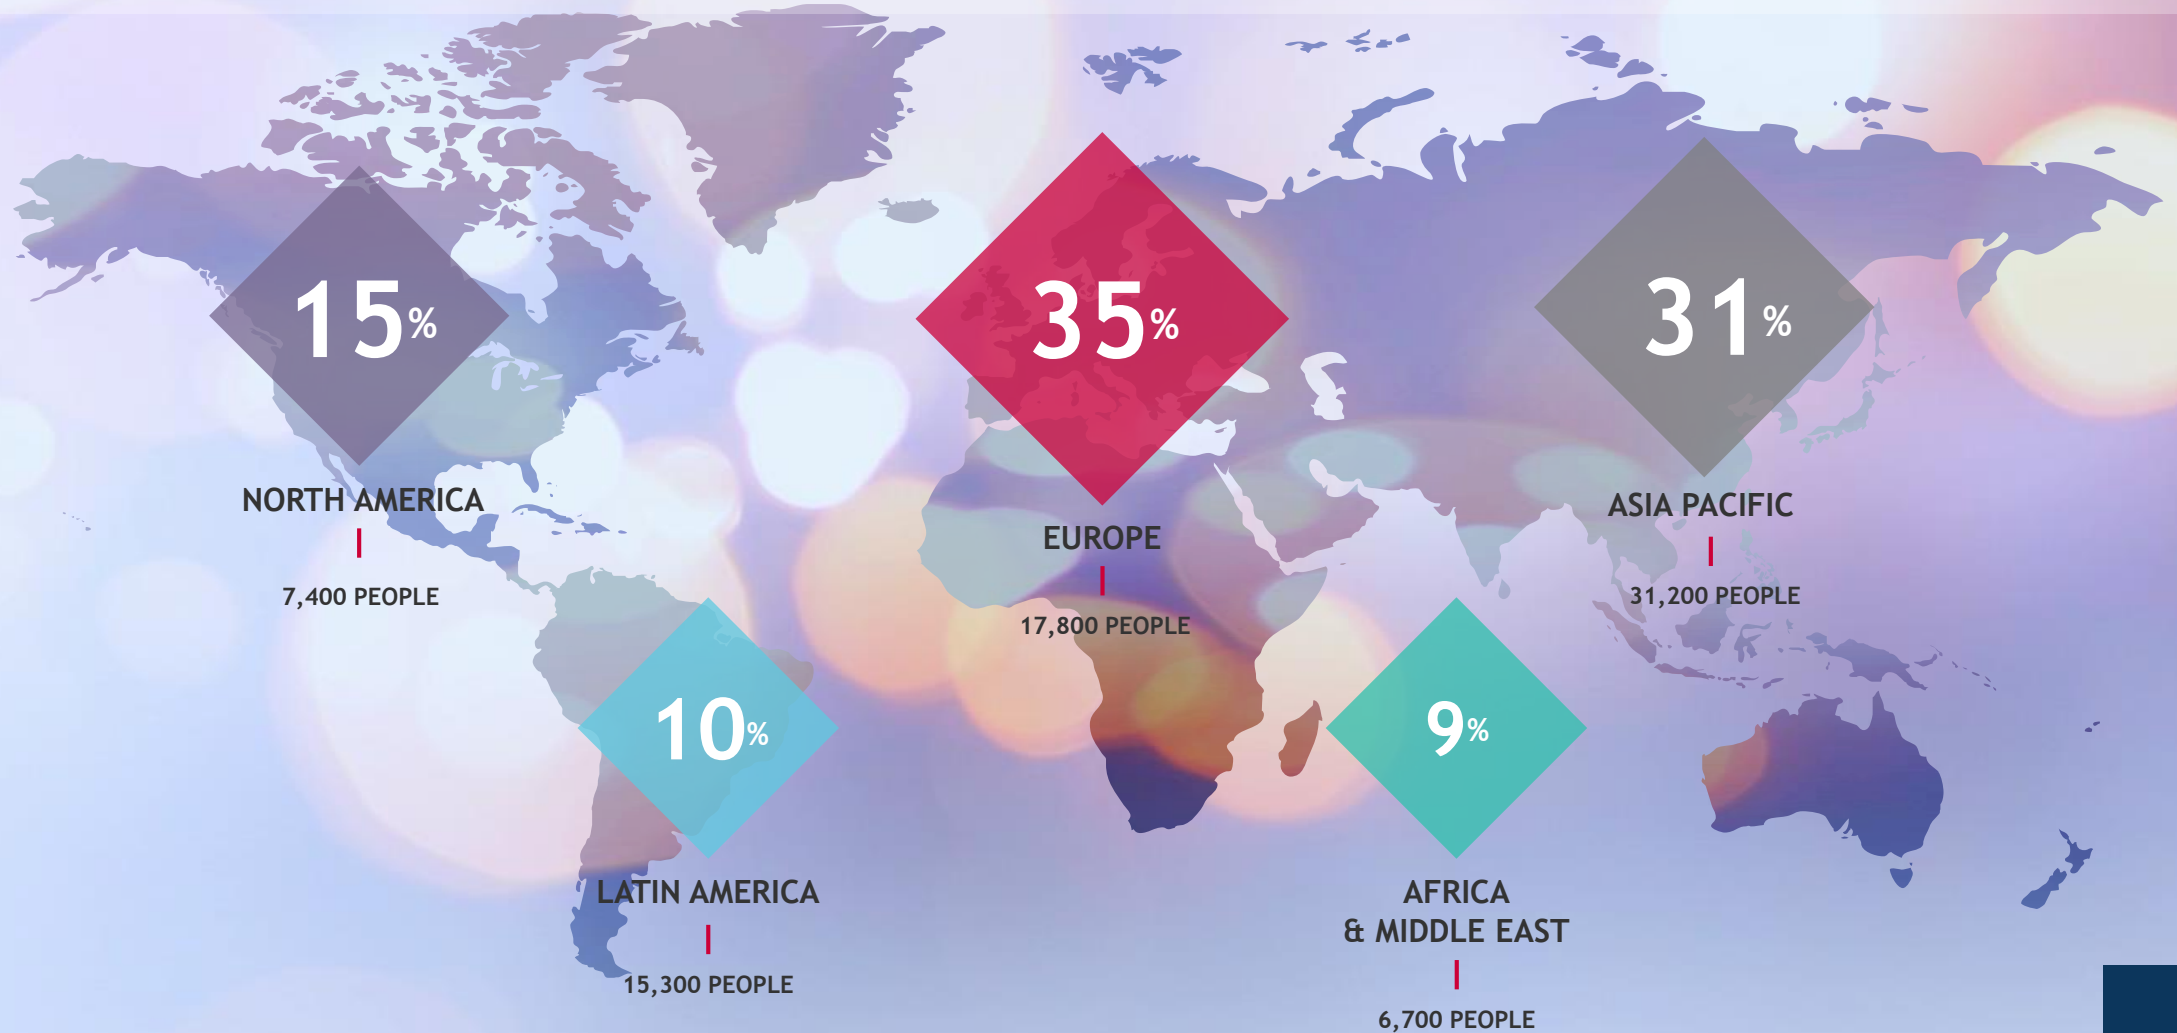 15%
NORTH AMERICA
7,400 PEOPLE
35%
EUROPE
17,800 PEOPLE
31%
ASIA PACIFIC
31,200 PEOPLE
10%
LATIN AMERICA
15,300 PEOPLE
9%
AFRICA
& MIDDLE EAST
6,700 PEOPLE